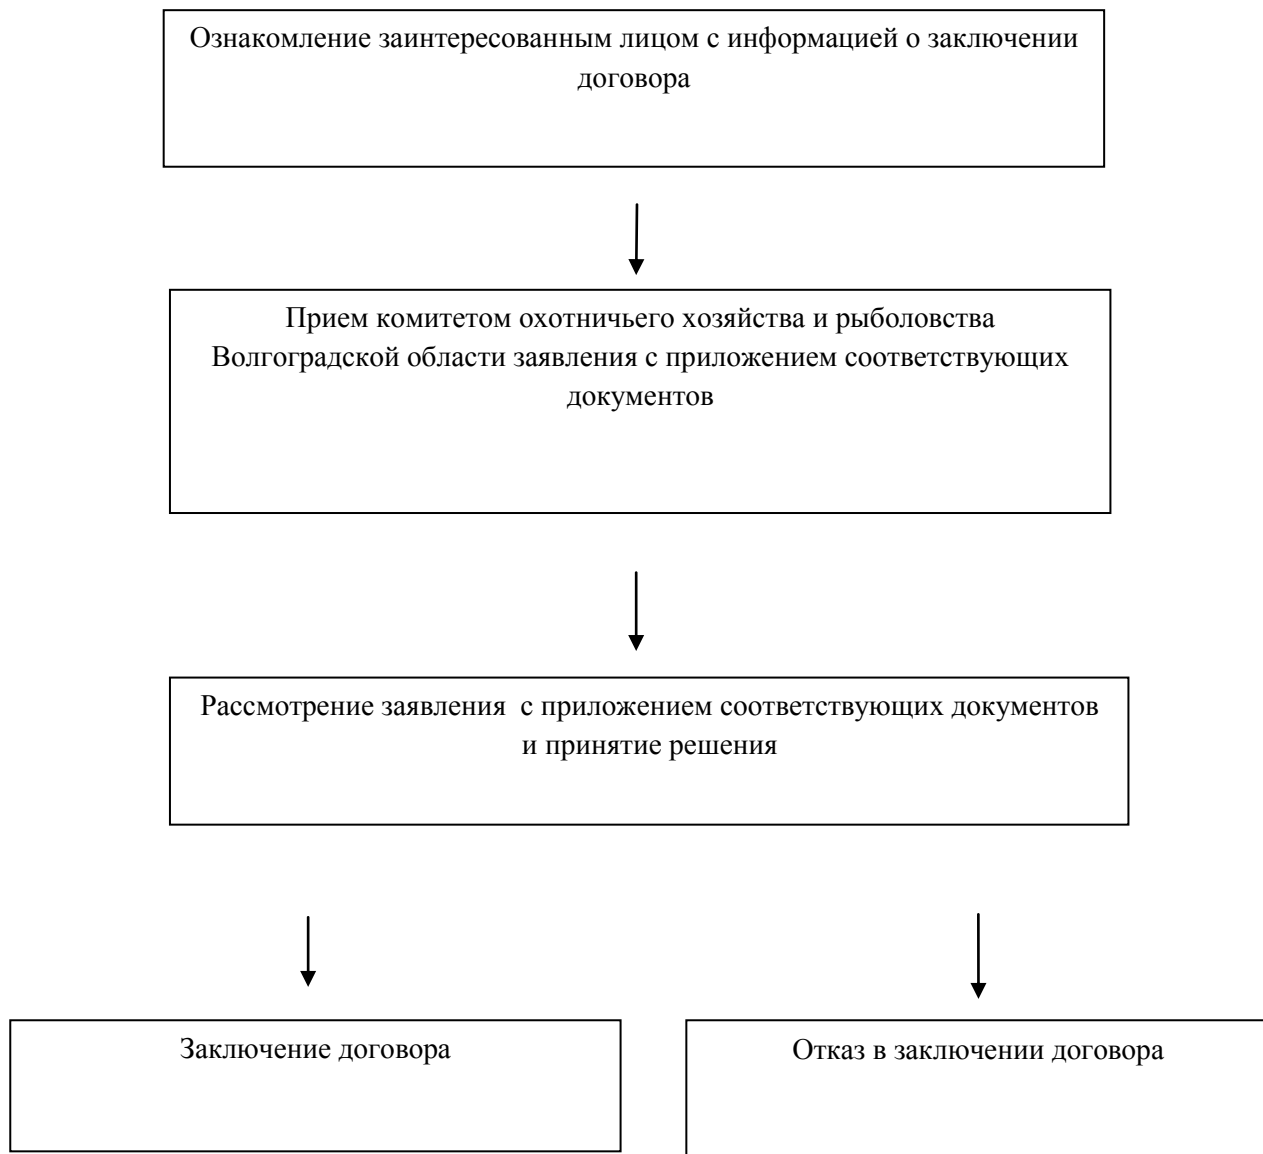 Ознакомление заинтересованным лицом с информацией о заключении
договора
Прием комитетом охотничьего хозяйства и рыболовства
Волгоградской области заявления с приложением соответствующих
документов
Рассмотрение заявления  с приложением соответствующих документов
и принятие решения
Заключение договора
Отказ в заключении договора